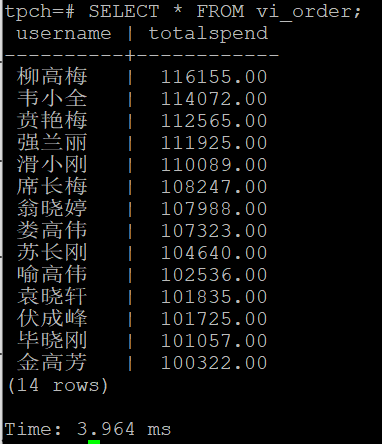 tpch=# SELECT * FROM vi_order;
username | totalspend
----------+------------
柳高梅 | 116155.00
韦小全 | 114072.00
贲艳梅 | 112565.00
强兰丽 | 111925.00
滑小刚 | 110089.00
席长梅 | 108247.00
翁晓婷 | 107988.00
娄高伟 | 107323.00
苏长刚 | 104640.00
喻高伟 | 102536.00
袁晓轩 | 101835.00
伏成峰 | 101725.00
毕晓刚 | 101057.00
金高芳 | 100322.00
(14 rows)
Time: 3.964 ms